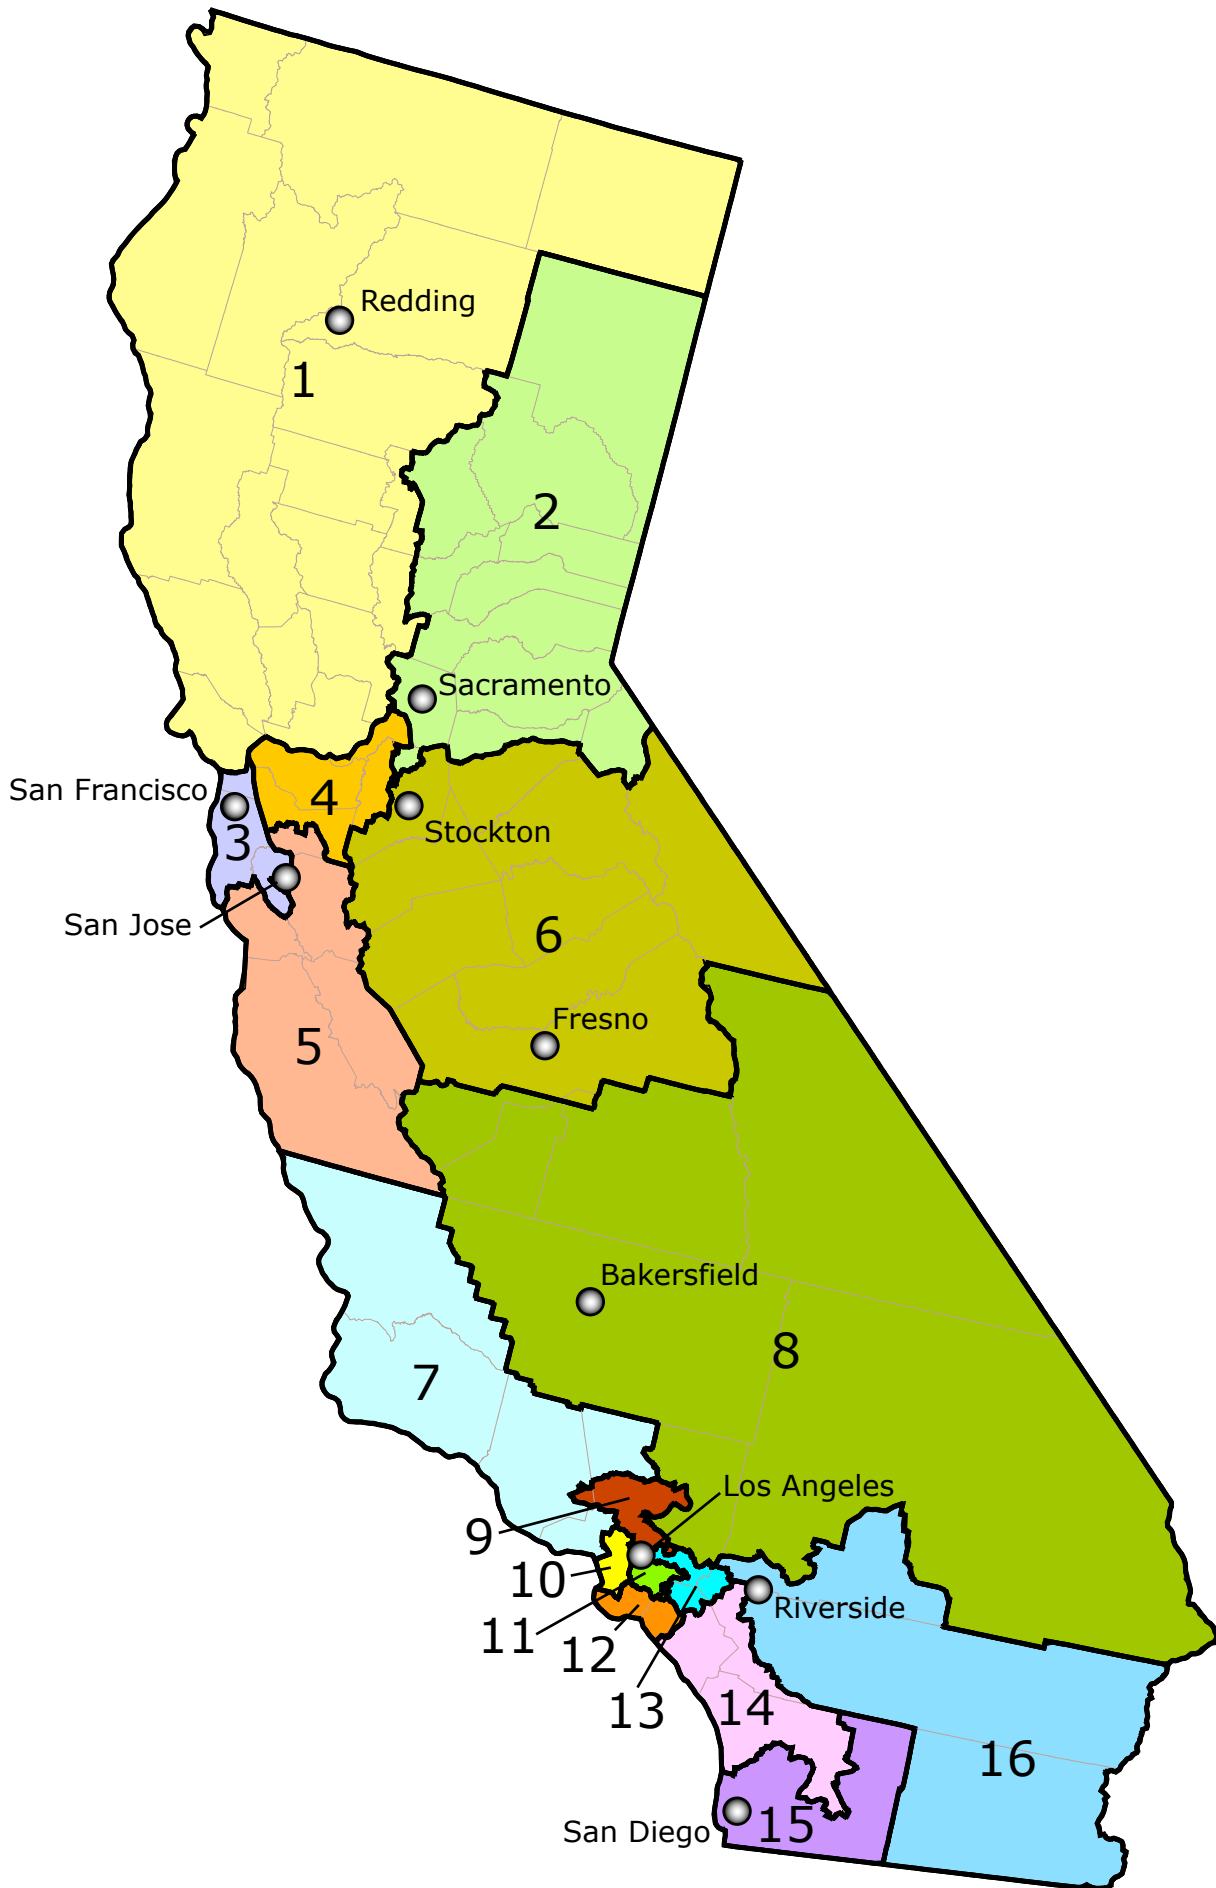 Redding
1
2
Sacramento
San Francisco
4
Stockton
3
San Jose
6
Fresno
5
Bakersfield
8
7
Los Angeles
9
10
Riverside
11
12
13
14
16
15
San Diego